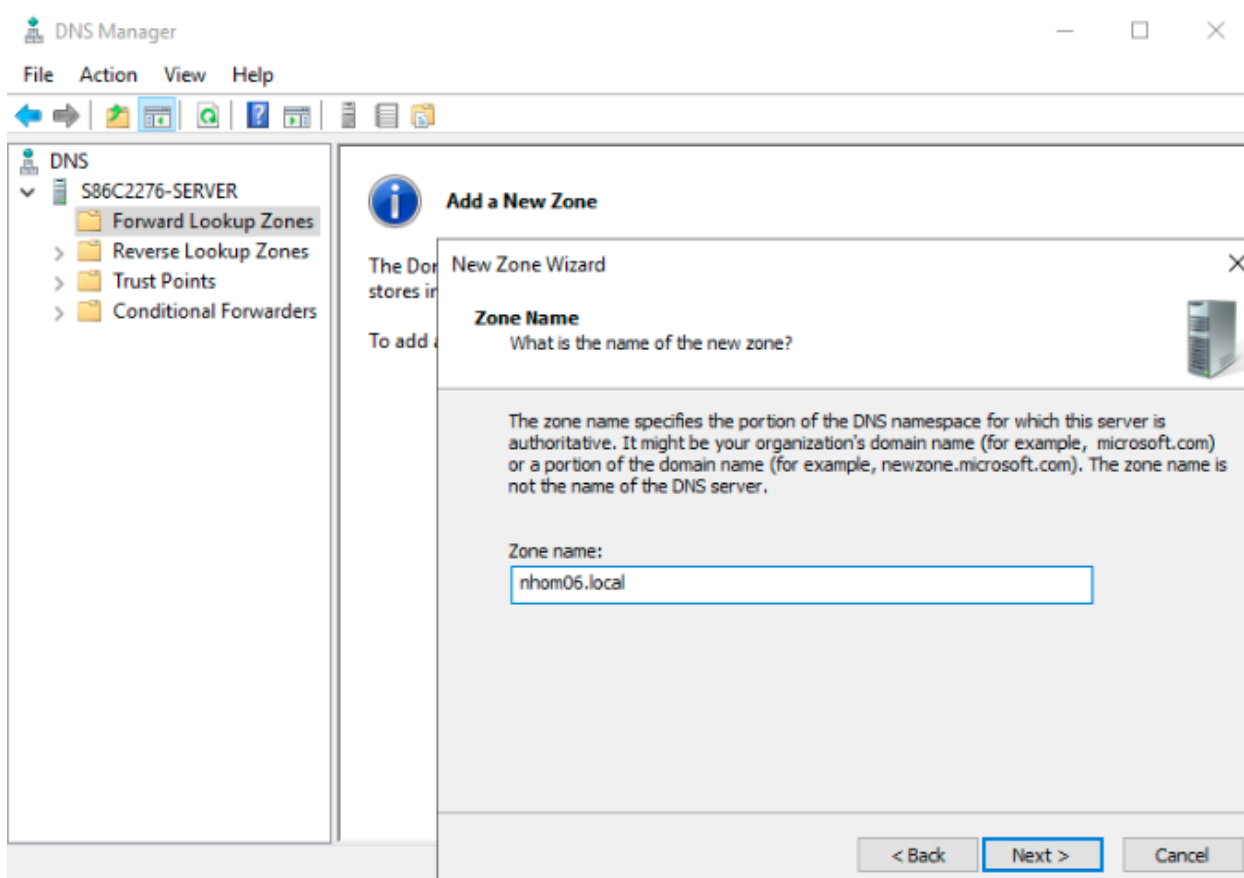 DNS Manager
File Action View Help
DNS
S86C2276-SERVER
Forward Lookup Zones
Reverse Lookup Zones
Trust Points
Conditional Forwarders
Add a New Zone
The Dor
stores in
To add a
New Zone Wizard
Zone Name
What is the name of the new zone?
The zone name specifies the portion of the DNS namespace for which this server is
authoritative. It might be your organization's domain name (for example, microsoft.com)
or a portion of the domain name (for example, newzone.microsoft.com). The zone name is
not the name of the DNS server.
Zone name:
nhom06.local
< Back Next > Cancel